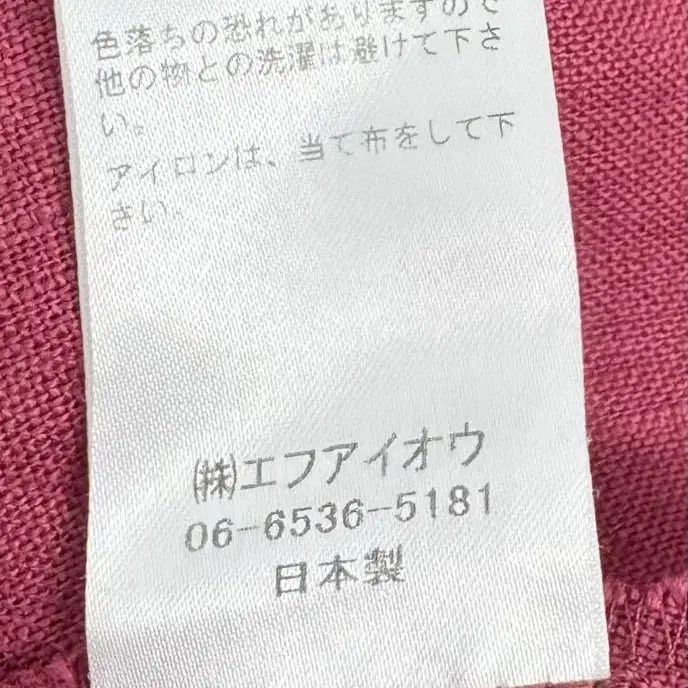 色落ちの恐れがありますので
他の物との洗濯は避けて下さ
い。
アイロンは、当て布をして下
さい。
㈱エフアイオウ
06-6536-5181
日本製